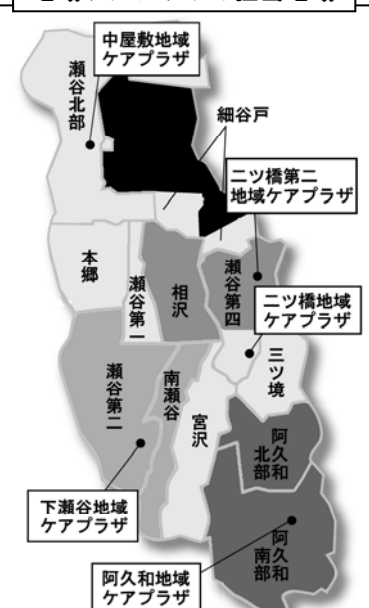 中屋敷地域
ケアプラザ
瀬谷北部
細谷戸
二ツ橋第二
地域ケアプラザ
本郷
瀬谷第一
相沢
瀬谷第四
二ツ橋地域
ケアプラザ
三ツ境
瀬谷第二
南瀬谷
宮沢
阿久和
北部
下瀬谷地域
ケアプラザ
阿久和
南部
阿久和地域
ケアプラザ